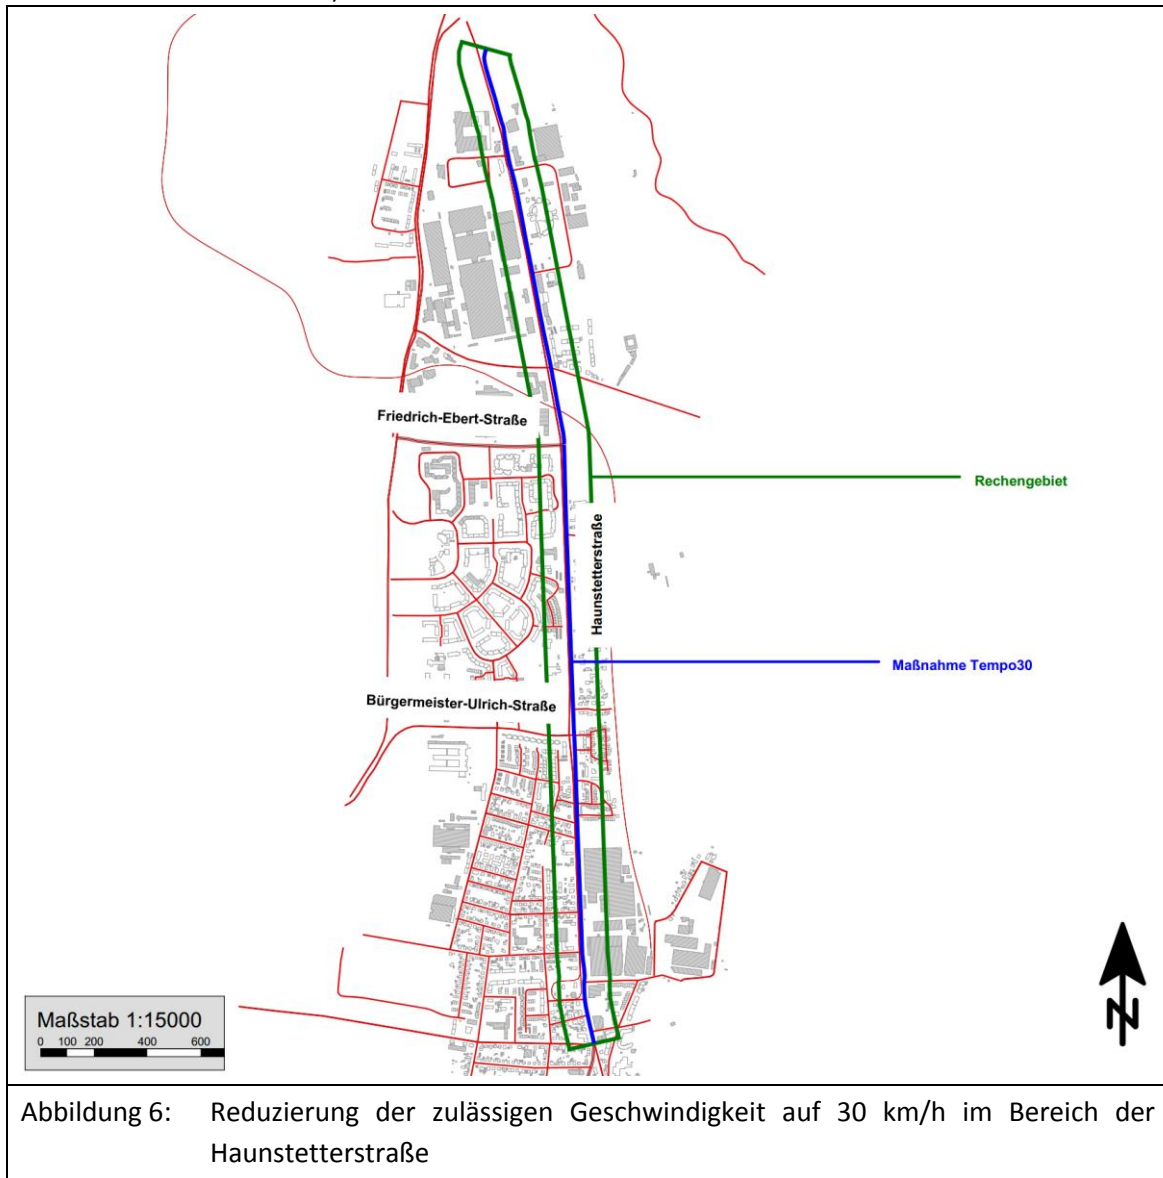 Friedrich-Ebert-Straße
Rechengebiet
Haunstetterstraße
Maßnahme Tempo30
Bürgermeister-Ulrich-Straße
Maßstab 1:15000
0 100 200 400 600
N
Abbildung 6: Reduzierung der zulässigen Geschwindigkeit auf 30 km/h im Bereich der
Haunstetterstraße